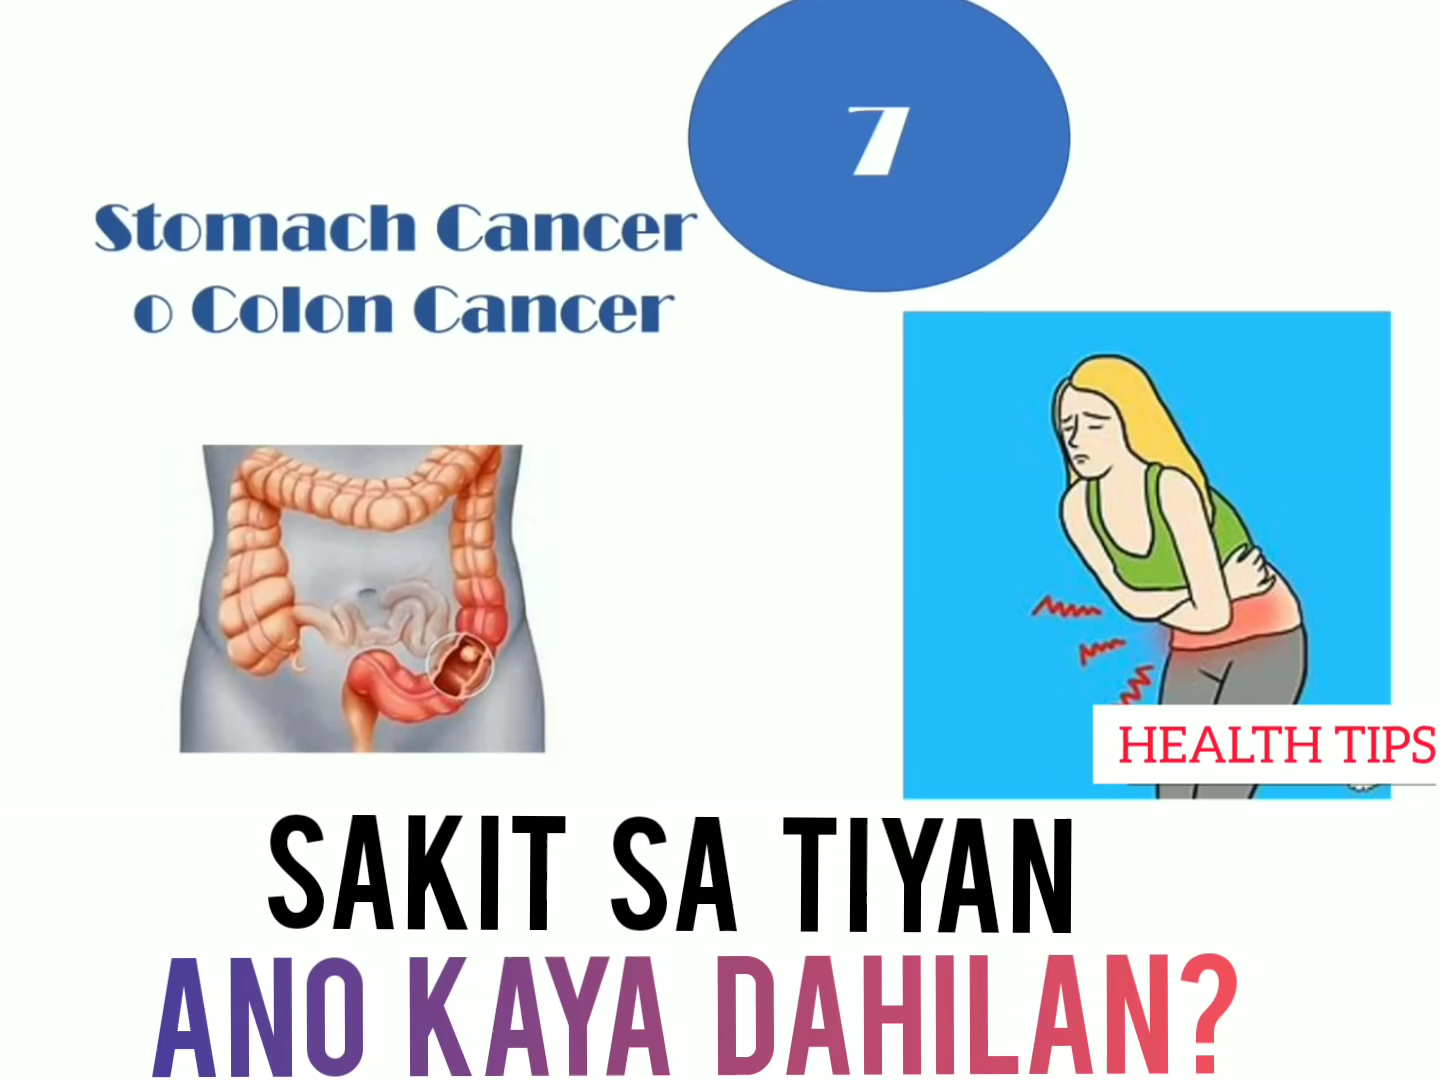 7
Stomach Cancer
o Colon Cancer
HEALTH TIPS
SAKIT SA TIYAN
ANO KAYA DAHILAN?